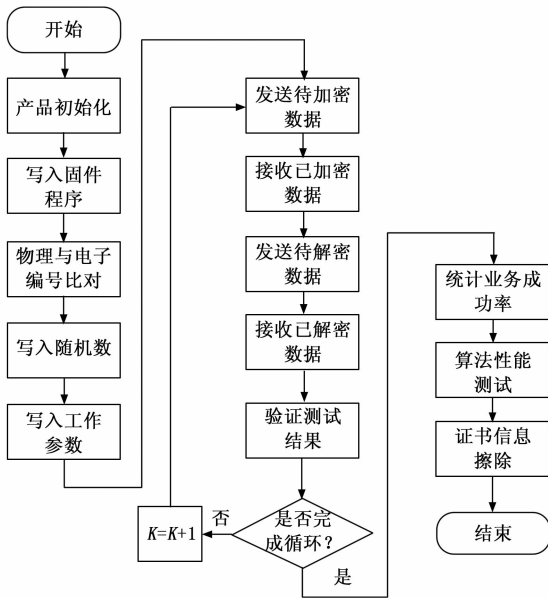 开始
产品初始化
写入固件
程序
物理与电子
编号比对
写入随机数
写入工作
参数
发送待加密
数据
接收已加密
数据
发送待解密
数据
接收已解密
数据
验证测试
结果
是否完
成循环?
否
K=K+1
是
统计业务成
功率
算法性能
测试
证书信息
擦除
结束